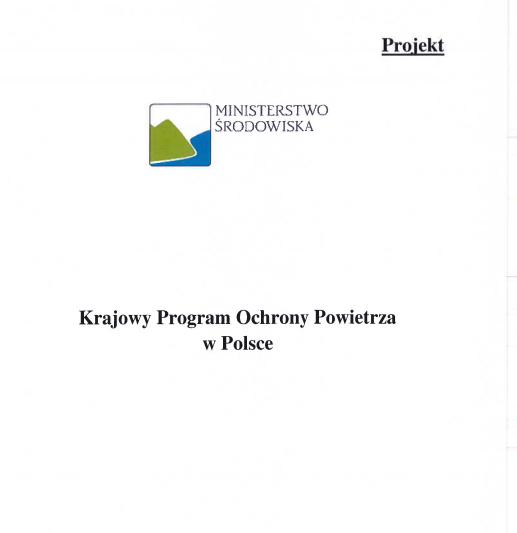 Projekt
MINISTERSTWO
ŚRODOWISKA
Krajowy Program Ochrony Powietrza
w Polsce